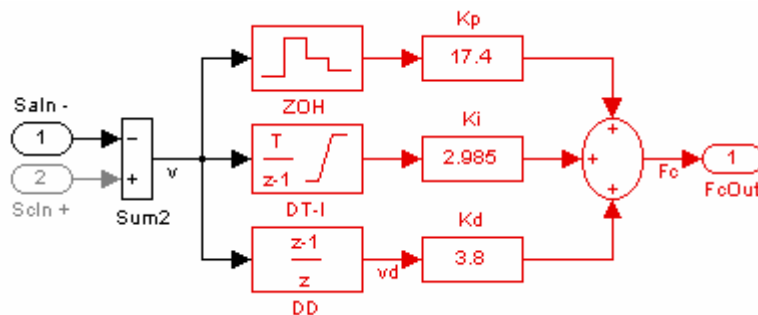 Kp
17.4
ZOH
SaIn -
1
2
ScIn +
−
+
Sum2
v
T
z-1
DT-I
Ki
2.985
z-1
z
DD
vd
Kd
3.8
+
+
+
Fc
1
FcOut